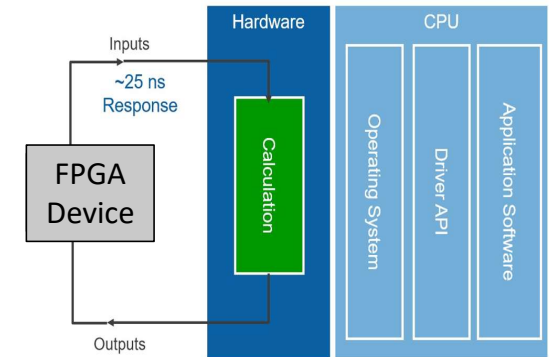 Hardware
CPU
Inputs
~25 ns
Response
FPGA
Device
Calculation
Operating System
Driver API
Application Software
Outputs